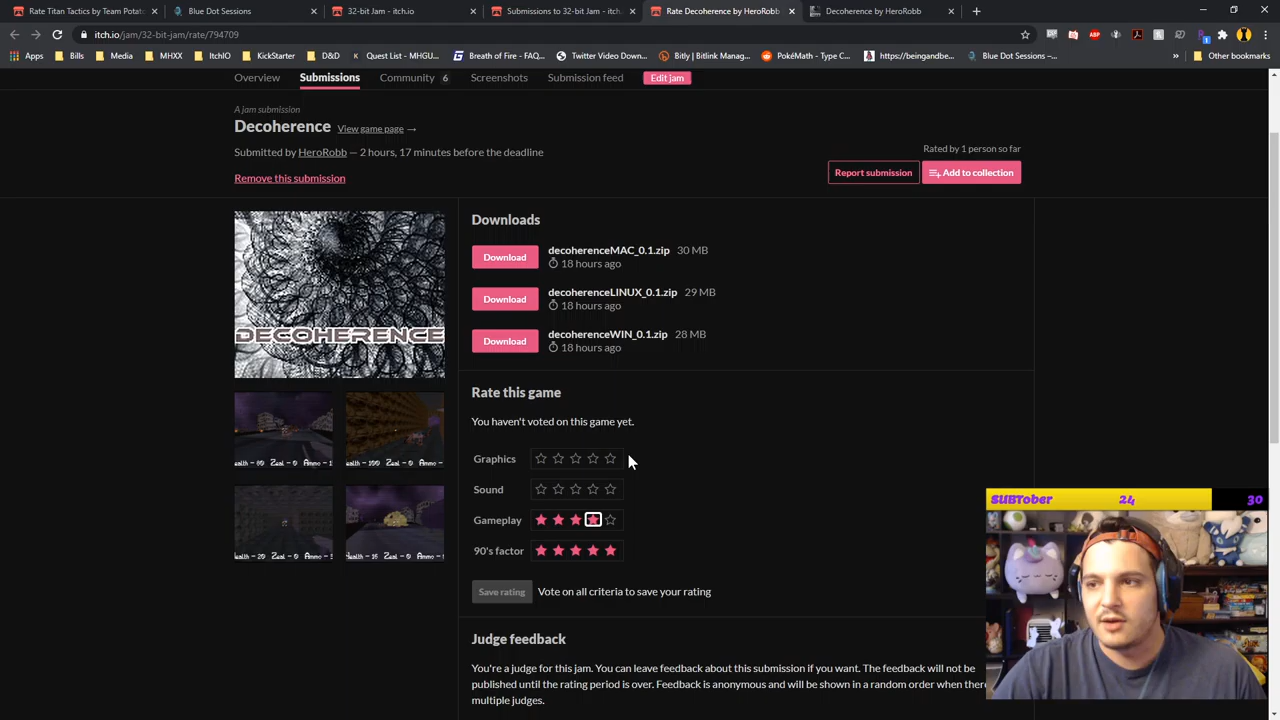 Rate Titan Tactics by Team Potat × Blue Dot Sessions × 32-bit Jam - itch.io × Submissions to 32-bit Jam - itch. × Rate Decoherence by HeroRobb × Decoherence by HeroRobb × +
itch.io/jam/32-bit-jam/rate/794709
Apps Bills Media MHXX ItchIO KickStarter D&D Quest List - MHGU... Breath of Fire - FAQ... Twitter Video Down... Bitly | Bitlink Manag... PokéMath - Type C... https://beingandbe... Blue Dot Sessions –... » Other bookmarks
Overview Submissions Community 6 Screenshots Submission feed Edit jam
A jam submission
Decoherence View game page →
Submitted by HeroRobb — 2 hours, 17 minutes before the deadline
Rated by 1 person so far
Remove this submission
Report submission Add to collection
Downloads
Download decoherenceMAC_0.1.zip 30 MB
18 hours ago
Download decoherenceLINUX_0.1.zip 29 MB
18 hours ago
DECOHERENCE
Download decoherenceWIN_0.1.zip 28 MB
18 hours ago
Rate this game
You haven't voted on this game yet.
Graphics
Sound
Gameplay
90's factor
Save rating Vote on all criteria to save your rating
SUBTober 24 30
Judge feedback
You're a judge for this jam. You can leave feedback about this submission if you want. The feedback will not be
published until the rating period is over. Feedback is anonymous and will be shown in a random order when there
multiple judges.